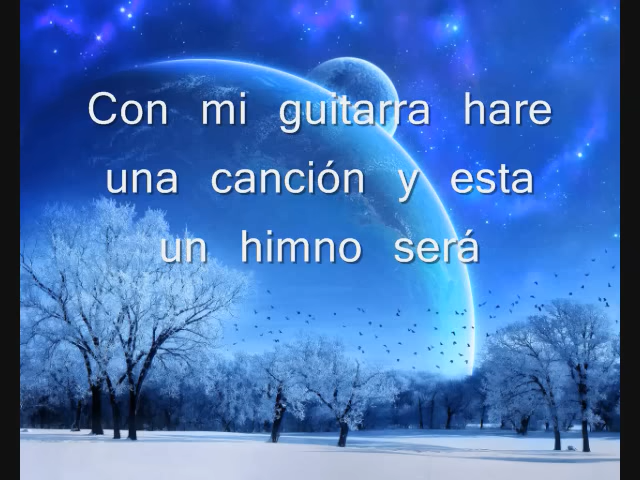 Con mi guitarra hare
una canción y esta
un himno será